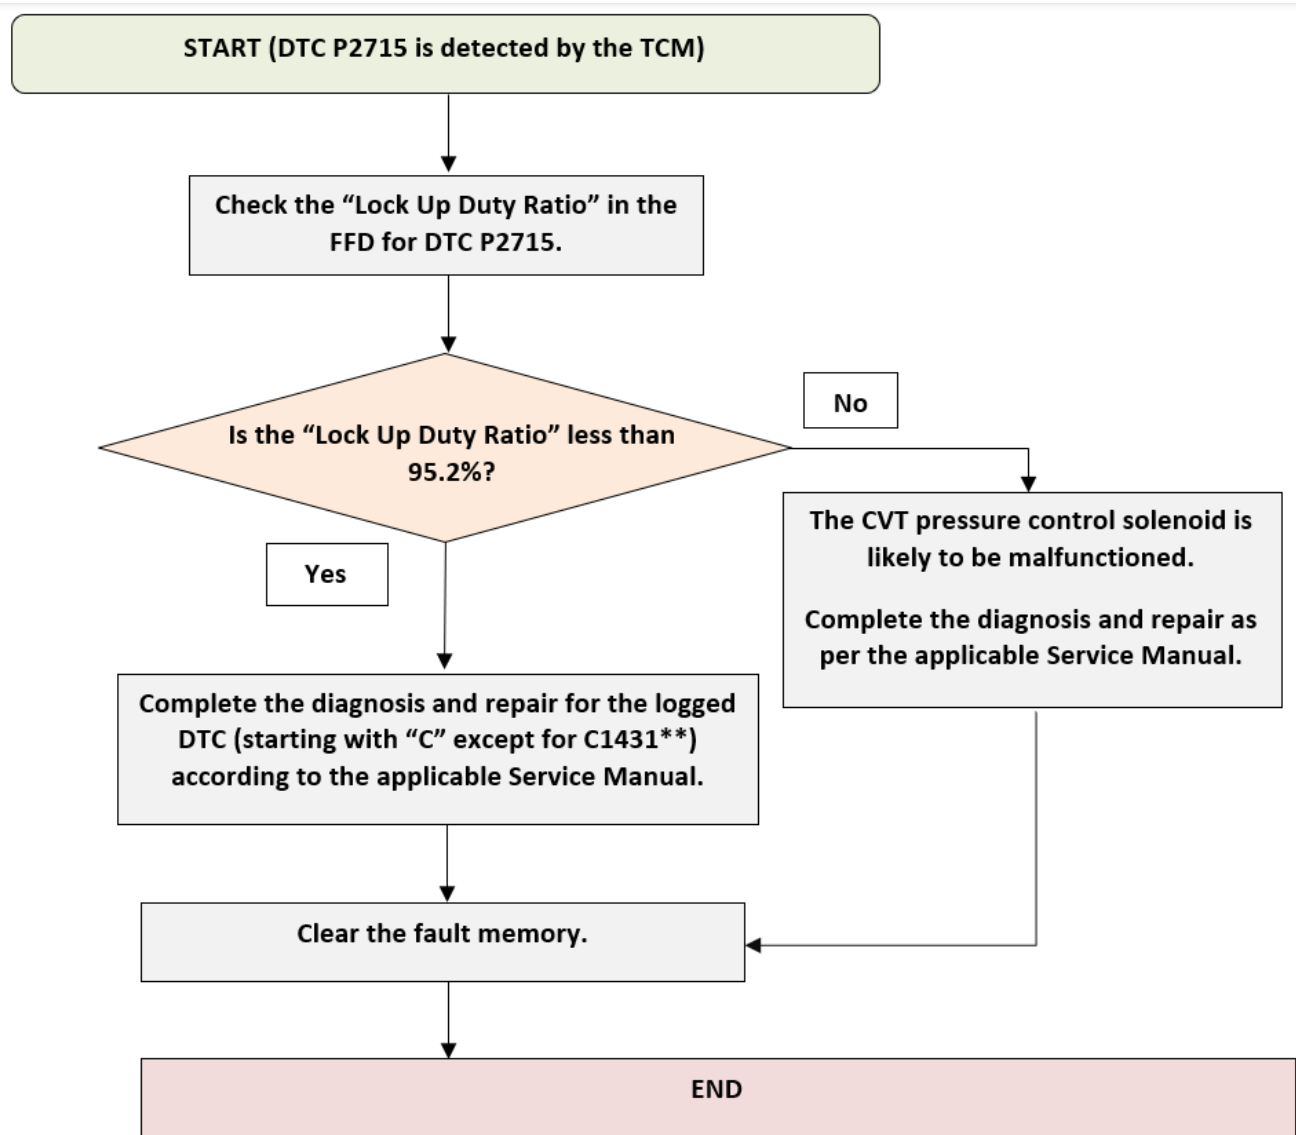 START (DTC P2715 is detected by the TCM)
Check the “Lock Up Duty Ratio” in the
FFD for DTC P2715.
Is the “Lock Up Duty Ratio” less than
95.2%?
No
The CVT pressure control solenoid is
likely to be malfunctioned.
Complete the diagnosis and repair as
per the applicable Service Manual.
Yes
Complete the diagnosis and repair for the logged
DTC (starting with “C” except for C1431**)
according to the applicable Service Manual.
Clear the fault memory.
END